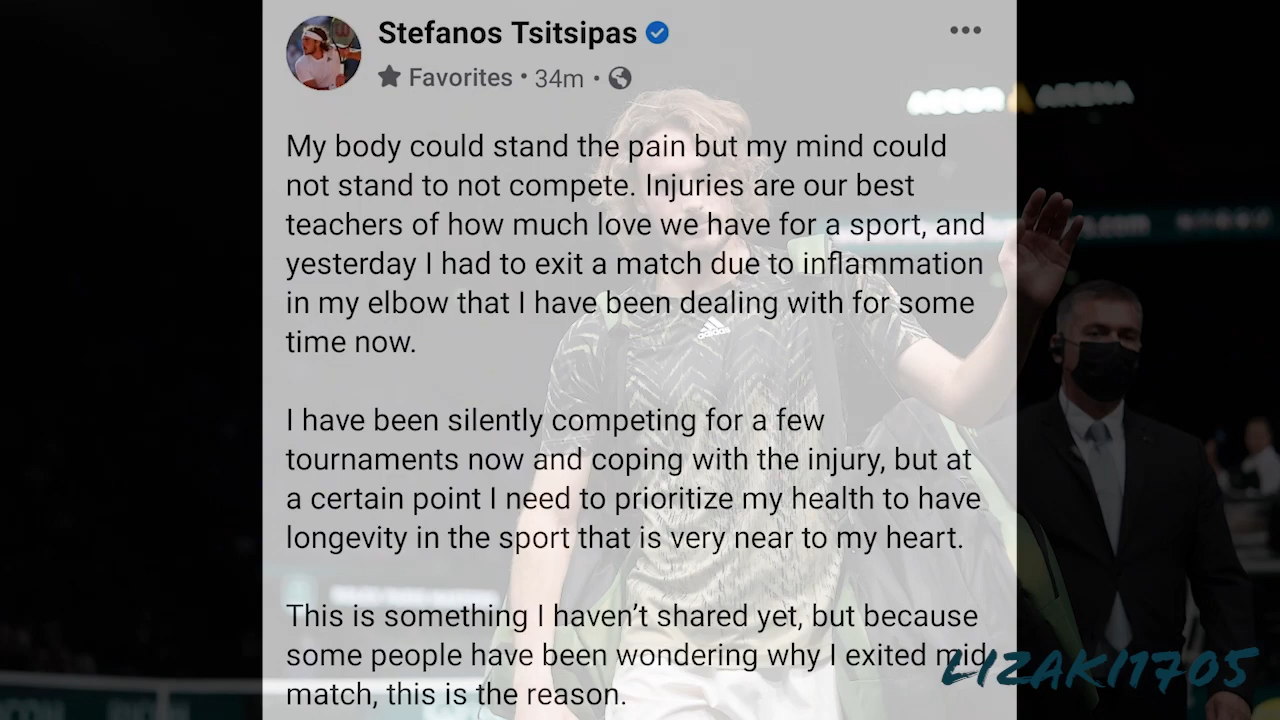 Stefanos Tsitsipas
Favorites • 34m •
ACCOR ARENA
My body could stand the pain but my mind could
not stand to not compete. Injuries are our best
teachers of how much love we have for a sport, and
yesterday I had to exit a match due to inflammation
in my elbow that I have been dealing with for some
time now.
adidas
I have been silently competing for a few
tournaments now and coping with the injury, but at
a certain point I need to prioritize my health to have
longevity in the sport that is very near to my heart.
This is something I haven’t shared yet, but because
some people have been wondering why I exited mid
match, this is the reason.
LIZAKI1705